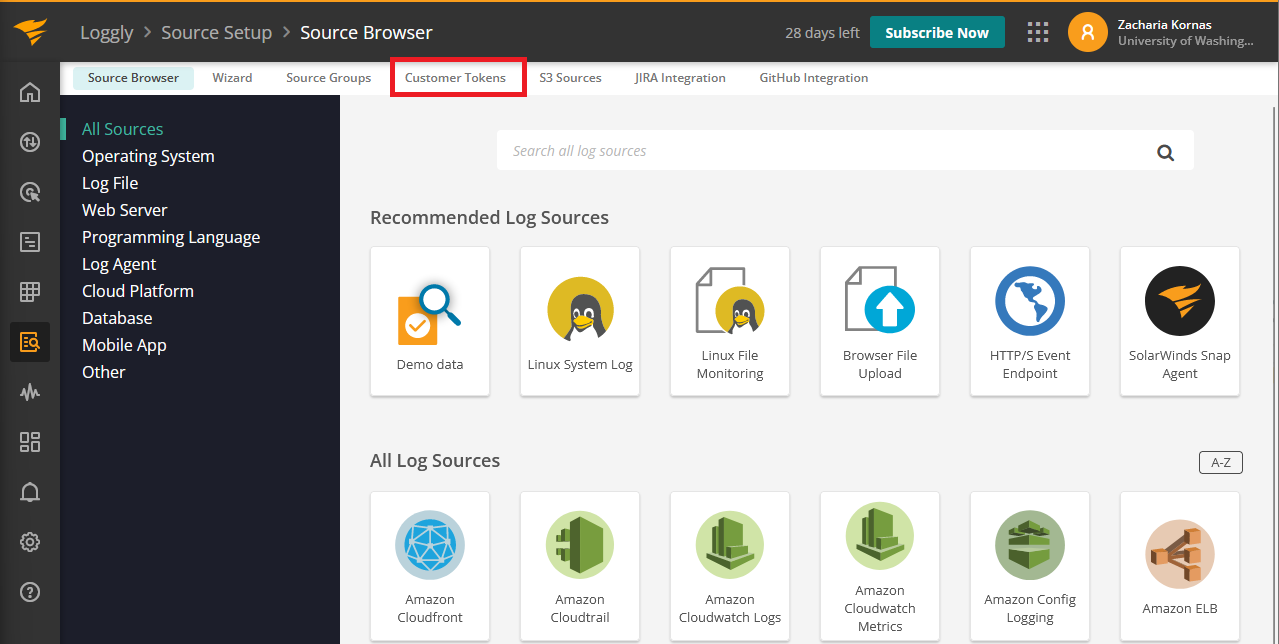 Loggly > Source Setup > Source Browser
28 days left
Subscribe Now
Zacharia Kornas
University of Washing...
Source Browser
Wizard
Source Groups
Customer Tokens
S3 Sources
JIRA Integration
GitHub Integration
All Sources
Operating System
Log File
Web Server
Programming Language
Log Agent
Cloud Platform
Database
Mobile App
Other
Search all log sources
Recommended Log Sources
Demo data
Linux System Log
Linux File
Monitoring
Browser File
Upload
HTTP/S Event
Endpoint
SolarWinds Snap
Agent
All Log Sources
A-Z
Amazon
Cloudfront
Amazon
Cloudtrail
Amazon
Cloudwatch Logs
Amazon
Cloudwatch
Metrics
Amazon Config
Logging
Amazon ELB